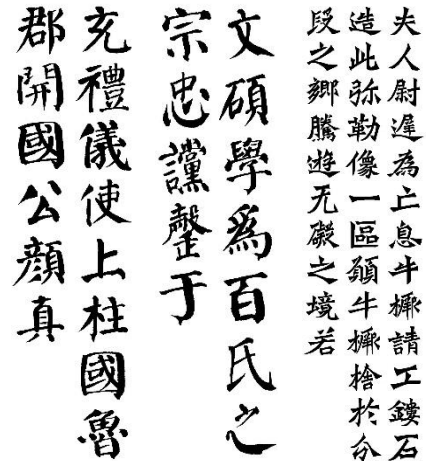 夫人尉遲為亡息牛橛請工鏤石
造此弥勒像一區願牛橛捨於分
段之鄉騰遊无礙之境若
文碩學爲百氏之
宗忠讜罄于
充禮儀使上柱國魯
郡開國公顏真